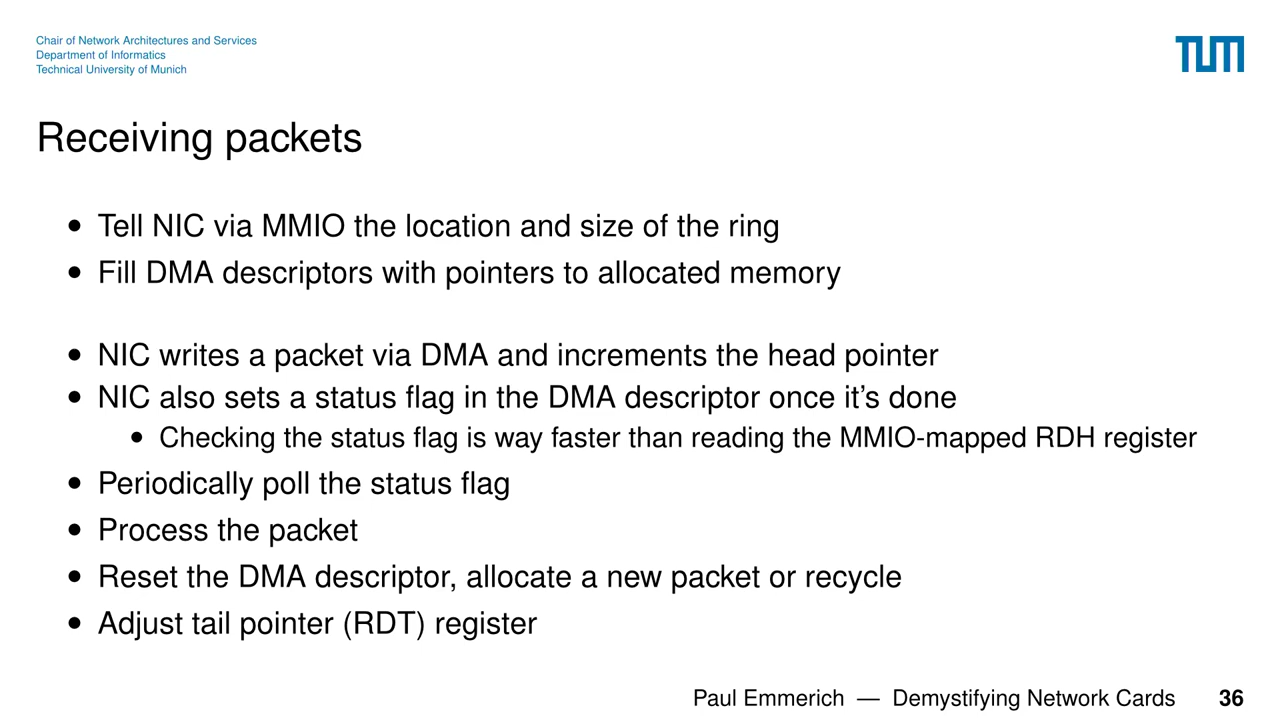 Chair of Network Architectures and Services
Department of Informatics
Technical University of Munich
TUM
Receiving packets
• Tell NIC via MMIO the location and size of the ring
• Fill DMA descriptors with pointers to allocated memory
• NIC writes a packet via DMA and increments the head pointer
• NIC also sets a status flag in the DMA descriptor once it's done
• Checking the status flag is way faster than reading the MMIO-mapped RDH register
• Periodically poll the status flag
• Process the packet
• Reset the DMA descriptor, allocate a new packet or recycle
• Adjust tail pointer (RDT) register
Paul Emmerich — Demystifying Network Cards 36